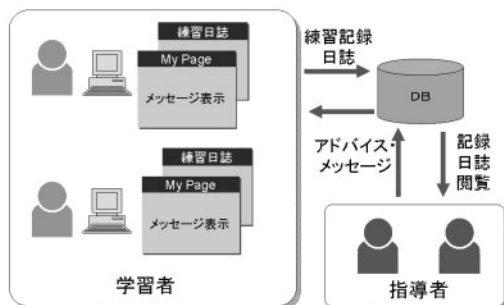 練習日誌
My Page
メッセージ表示
練習日誌
My Page
メッセージ表示
学習者
練習記録
日誌
DB
アドバイス・
メッセージ
記録
日誌
閲覧
指導者